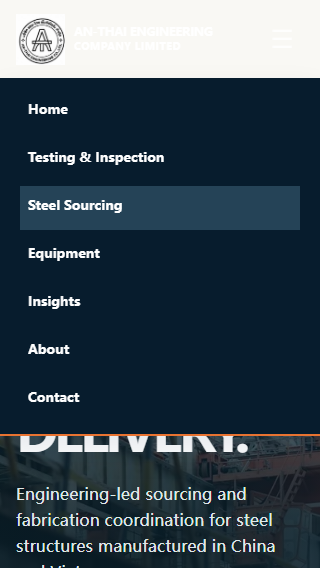 AN-THAI ENGINEERING
COMPANY LIMITED
Home
Testing & Inspection
Steel Sourcing
Equipment
Insights
About
Contact
DELIVERY.
Engineering-led sourcing and
fabrication coordination for steel
structures manufactured in China